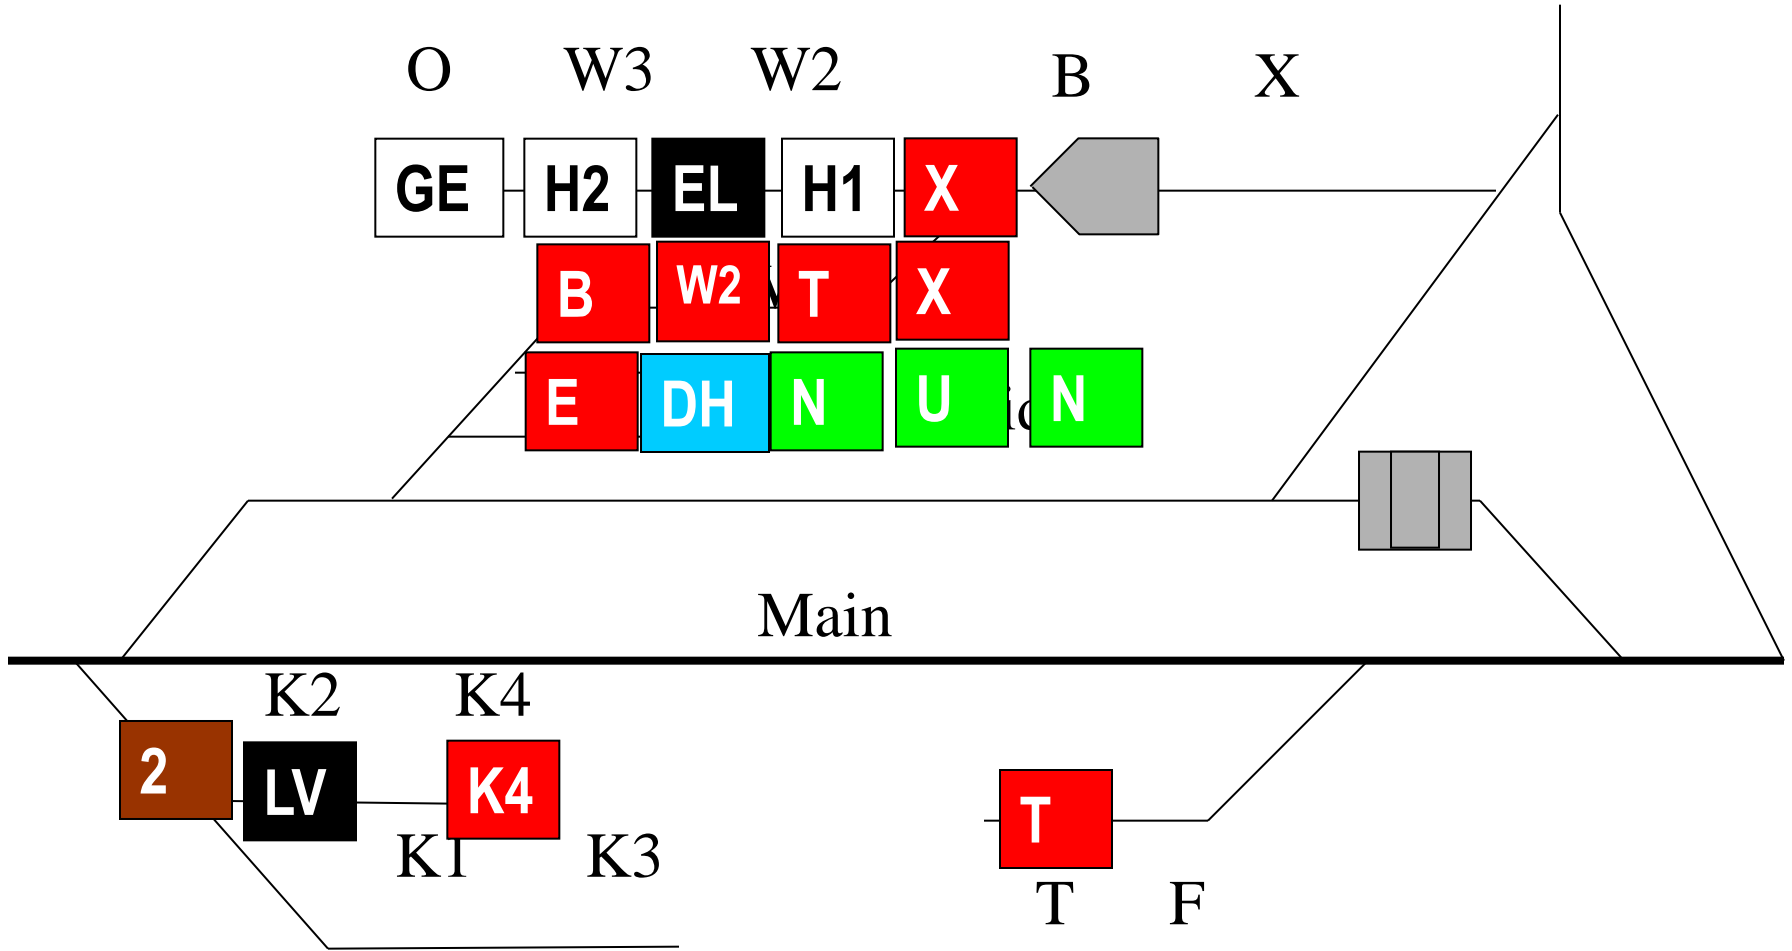 O W3 W2 B X
GE H2 EL H1 X
B W2 T X
E DH N U N
Main
K2 K4
2 LV K4
K1 K3
T
T F